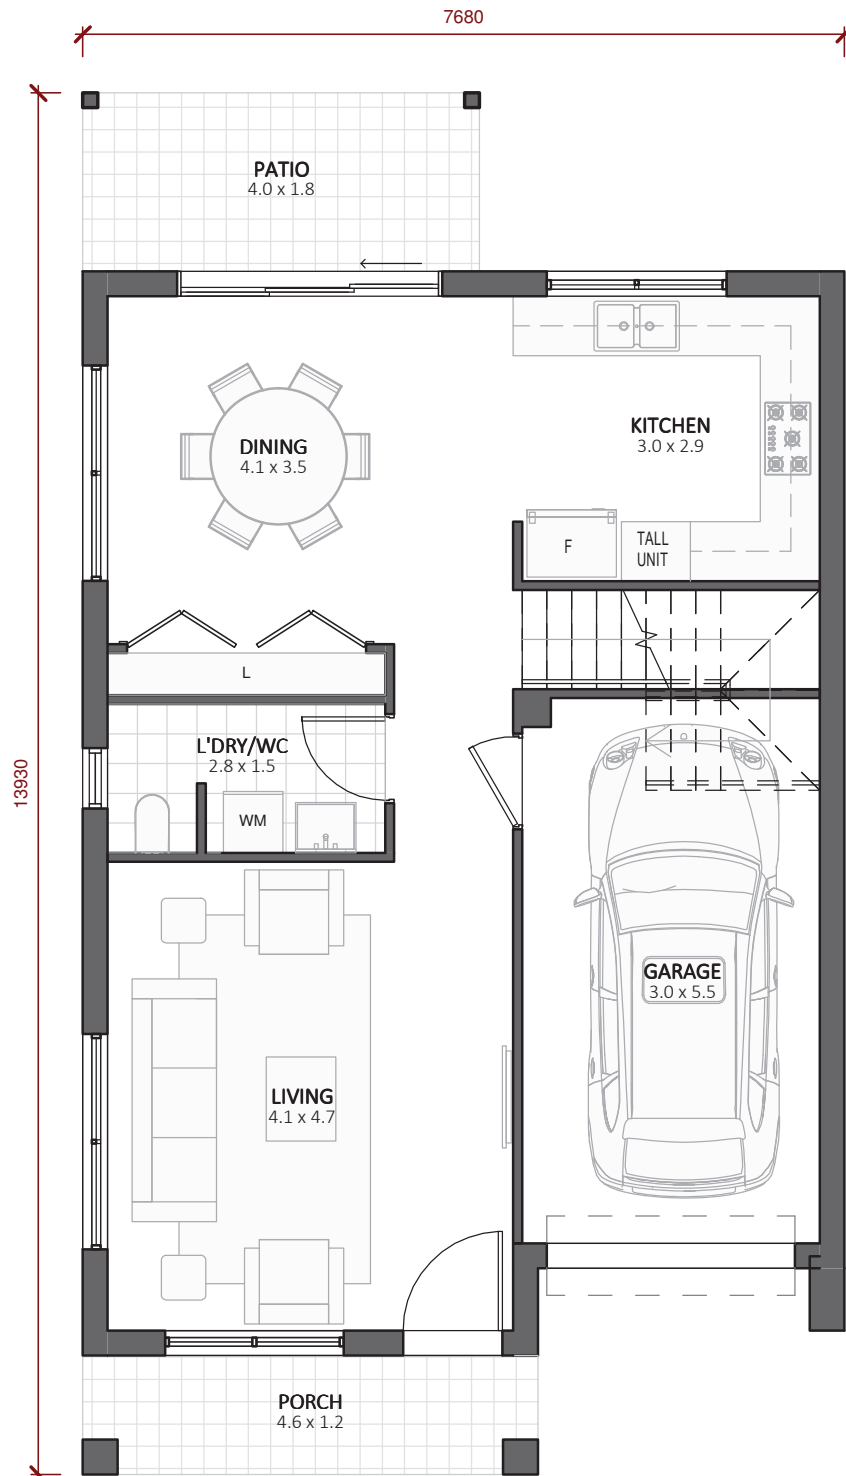 7680
PATIO
4.0 x 1.8
DINING
4.1 x 3.5
KITCHEN
3.0 x 2.9
F
TALL
UNIT
L
L'DRY/WC
2.8 x 1.5
WM
13930
GARAGE
3.0 x 5.5
LIVING
4.1 x 4.7
PORCH
4.6 x 1.2